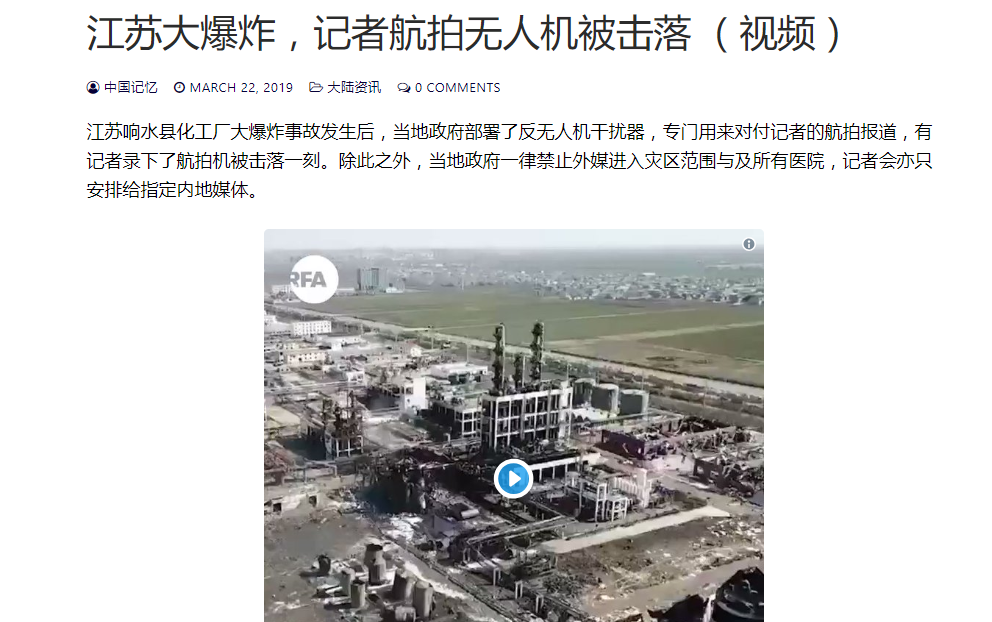 江苏大爆炸，记者航拍无人机被击落 （ 视频 ）
中国记忆 MARCH 22, 2019 大陆资讯 0 COMMENTS
江苏响水县化工厂大爆炸事故发生后，当地政府部署了反无人机干扰器，专门用来对付记者的航拍报道，有
记者录下了航拍机被击落一刻。除此之外，当地政府一律禁止外媒进入灾区范围与及所有医院，记者会亦只
安排给指定内地媒体。
RFA